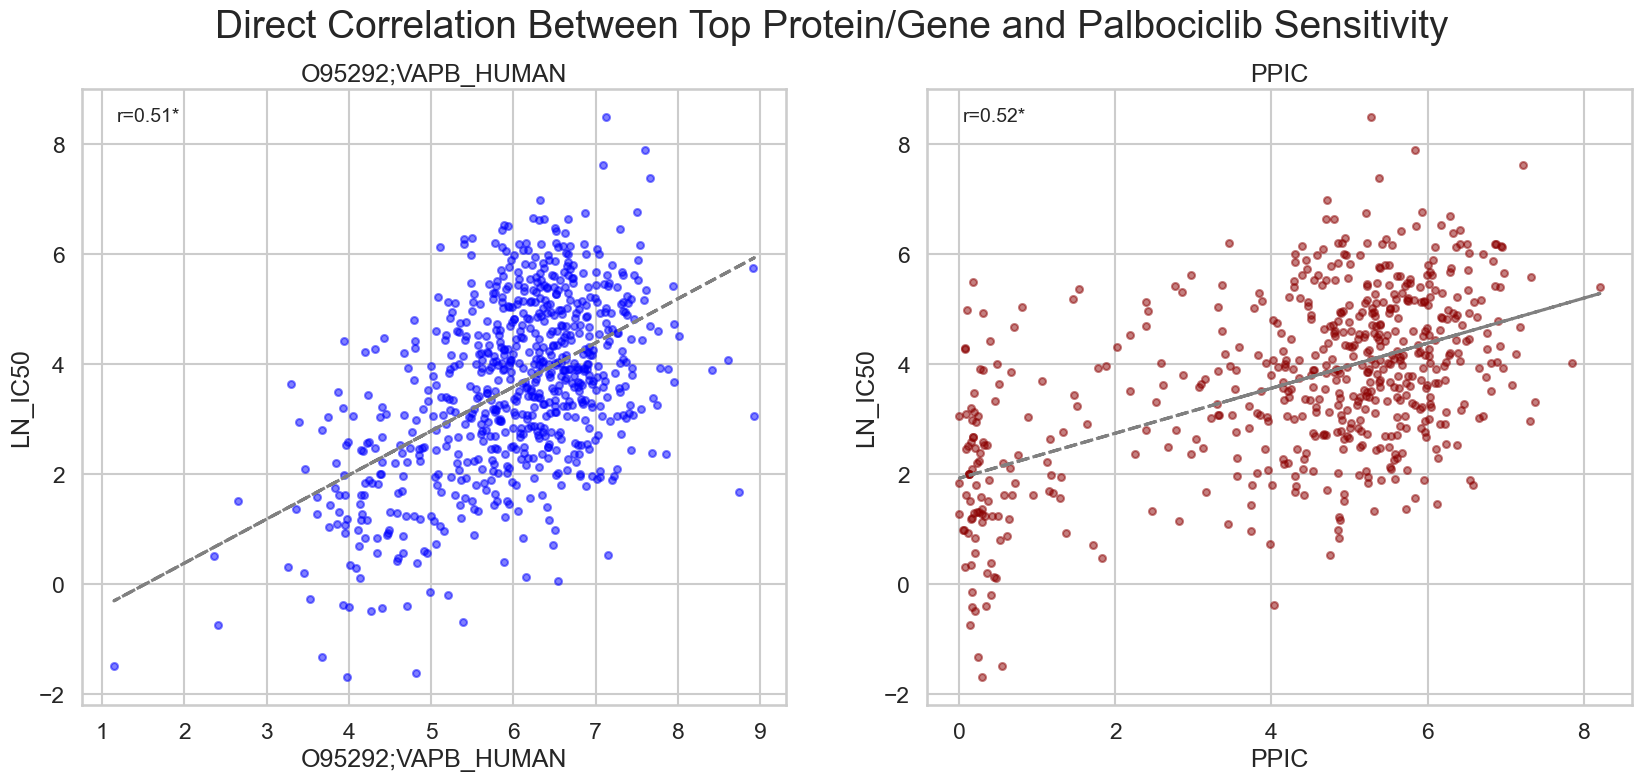 Direct Correlation Between Top Protein/Gene and Palbociclib Sensitivity
O95292;VAPB_HUMAN
r=0.51*
LN_IC50
8
6
4
2
0
−2
1 2 3 4 5 6 7 8 9
O95292;VAPB_HUMAN
PPIC
r=0.52*
LN_IC50
8
6
4
2
0
−2
0 2 4 6 8
PPIC